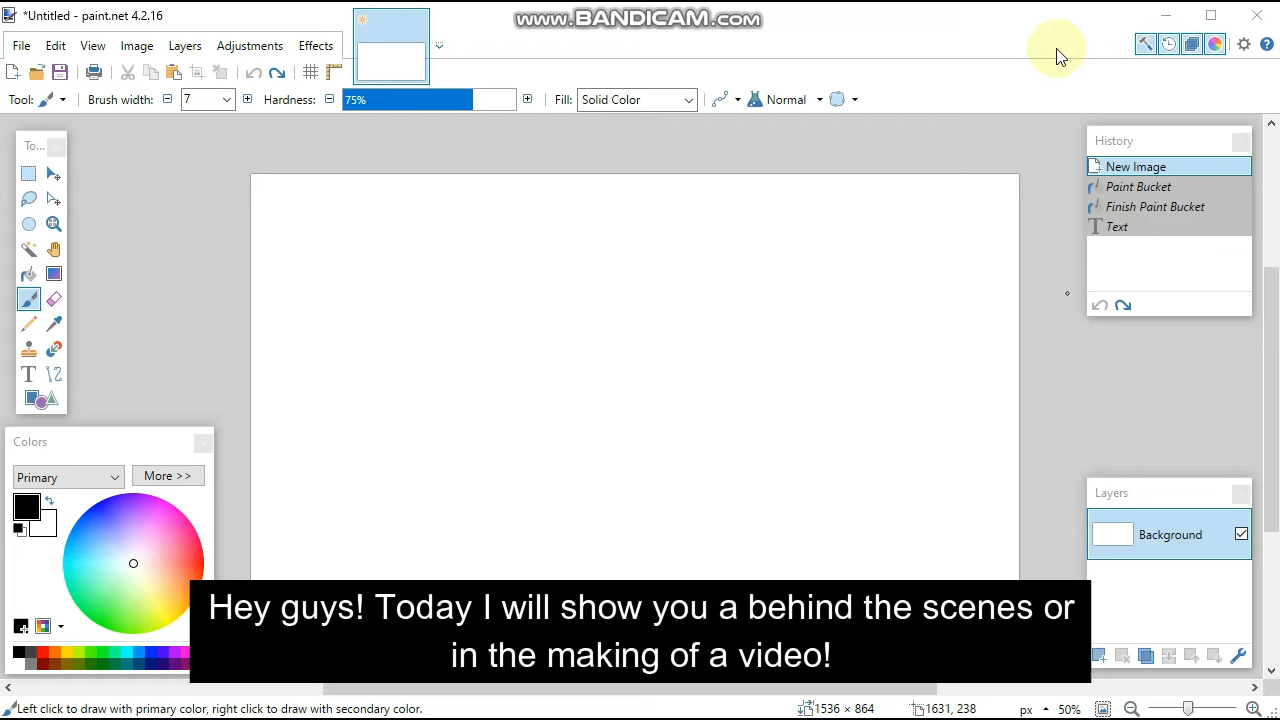 *Untitled - paint.net 4.2.16
www.BANDICAM.com
File Edit View Image Layers Adjustments Effects
Tool: Brush width: 7 Hardness: 75% Fill: Solid Color Normal
To...
History
New Image
Paint Bucket
Finish Paint Bucket
Text
Colors
Primary More >>
Layers
Background
Hey guys! Today I will show you a behind the scenes or
in the making of a video!
Left click to draw with primary color, right click to draw with secondary color. 1536 × 864 1631, 238 px 50%